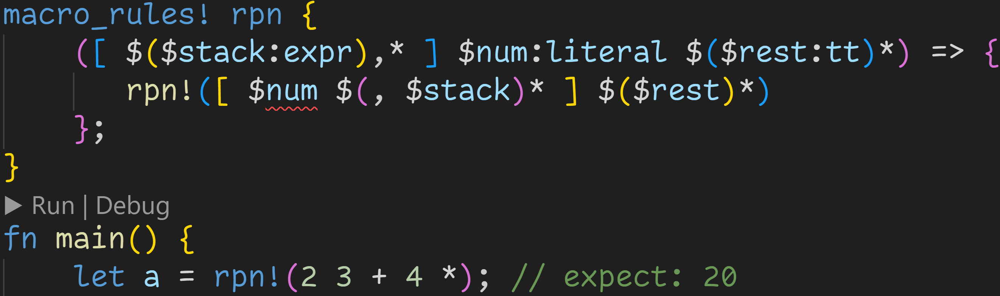 macro_rules! rpn {
    ([ $($stack:expr),* ] $num:literal $($rest:tt)*) => {
        rpn!([ $num $(, $stack)* ] $($rest)*)
    };
}
▶ Run | Debug
fn main() {
    let a = rpn!(2 3 + 4 *); // expect: 20